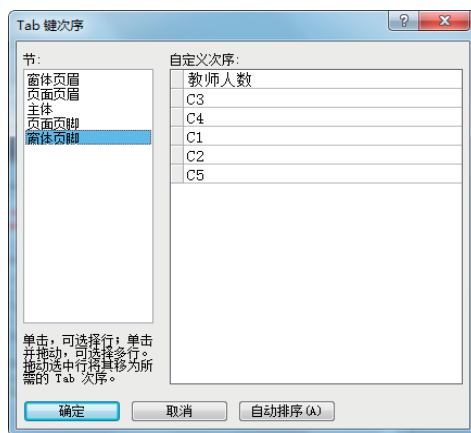 Tab 键次序
节:
窗体页眉
页面页眉
主体
页面页脚
窗体页脚
单击，可选择行；单击
并拖动，可选择多行。
拖动选中行将其移为所
需的 Tab 次序。
自定义次序:
教师人数
C3
C4
C1
C2
C5
确定
取消
自动排序(A)